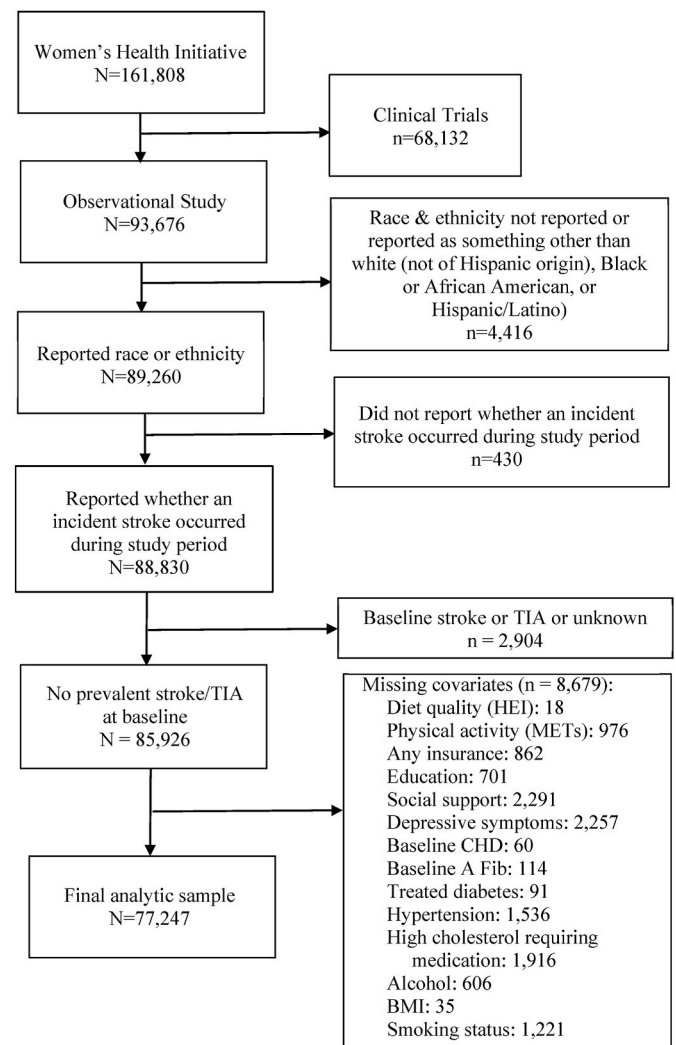 Women’s Health Initiative
N=161,808
Clinical Trials
n=68,132
Observational Study
N=93,676
Race & ethnicity not reported or
reported as something other than
white (not of Hispanic origin), Black
or African American, or
Hispanic/Latino)
n=4,416
Reported race or ethnicity
N=89,260
Did not report whether an incident
stroke occurred during study period
n=430
Reported whether an
incident stroke occurred
during study period
N=88,830
Baseline stroke or TIA or unknown
n = 2,904
No prevalent stroke/TIA
at baseline
N = 85,926
Missing covariates (n = 8,679):
Diet quality (HEI): 18
Physical activity (METs): 976
Any insurance: 862
Education: 701
Social support: 2,291
Depressive symptoms: 2,257
Baseline CHD: 60
Baseline A Fib: 114
Treated diabetes: 91
Hypertension: 1,536
High cholesterol requiring
medication: 1,916
Alcohol: 606
BMI: 35
Smoking status: 1,221
Final analytic sample
N=77,247